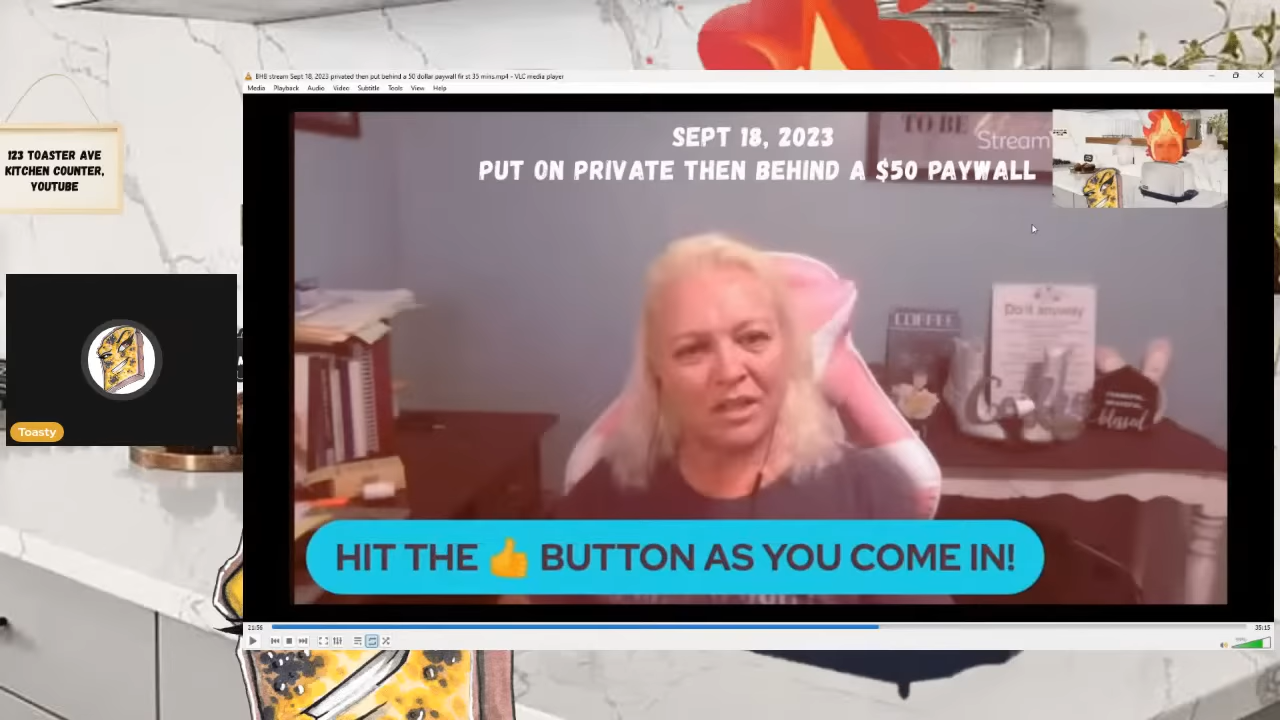 BHB stream Sept 18, 2023 privated then put behind a 50 dollar paywall fir st 35 mins.mp4 - VLC media player
Media Playback Audio Video Subtitle Tools View Help
SEPT 18, 2023
PUT ON PRIVATE THEN BEHIND A $50 PAYWALL
TO BE
Stream
123 TOASTER AVE
KITCHEN COUNTER,
YOUTUBE
COFFEE
Do it anyway
blessed
Toasty
HIT THE 👍 BUTTON AS YOU COME IN!
21:56
35:15